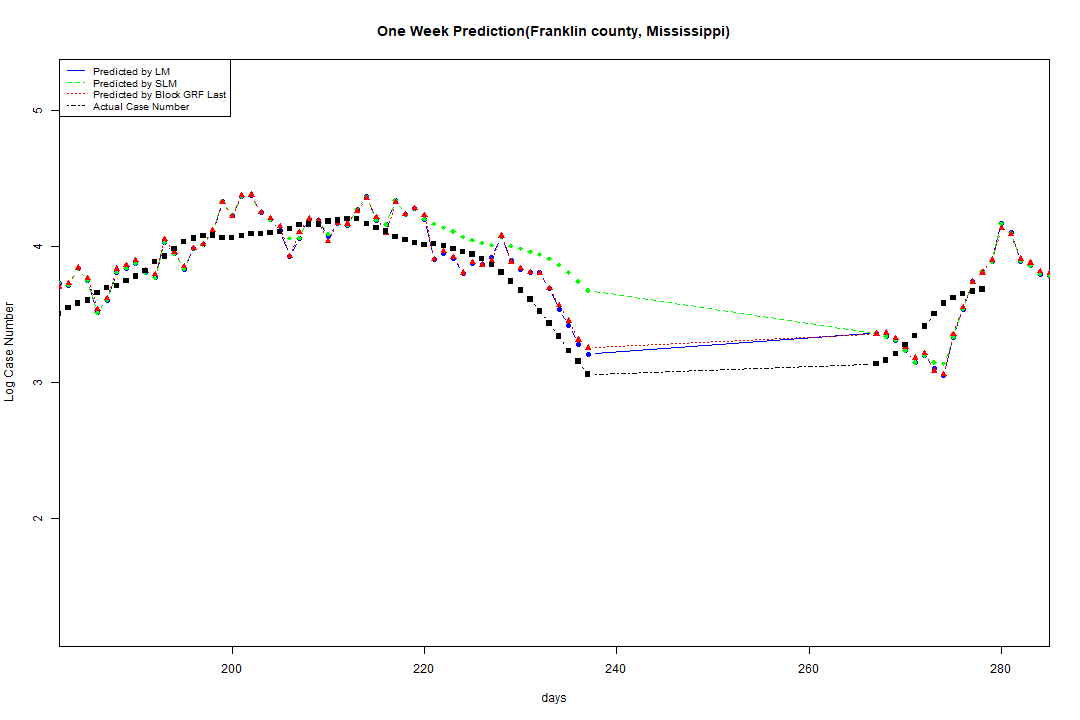 One Week Prediction(Franklin county, Mississippi)
Predicted by LM
Predicted by SLM
Predicted by Block GRF Last
Actual Case Number
5
4
3
2
Log Case Number
200 220 240 260 280
days